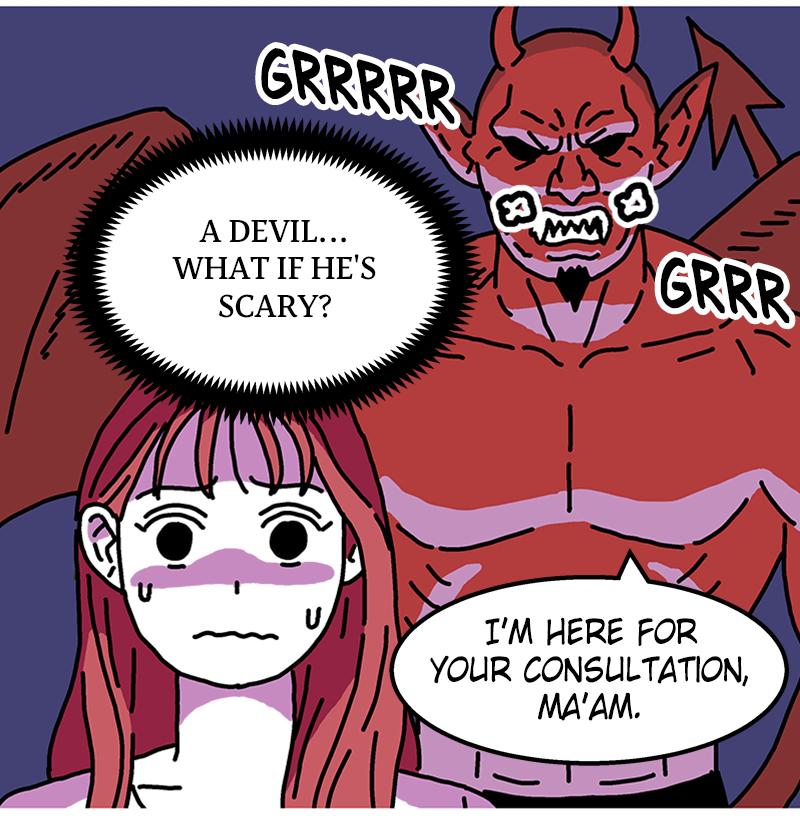 GRRRRR
A DEVIL...
WHAT IF HE'S
SCARY?
GRRR
I'M HERE FOR
YOUR CONSULTATION,
MA'AM.